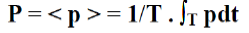 P = < p > = 1/T . ∫T pdt